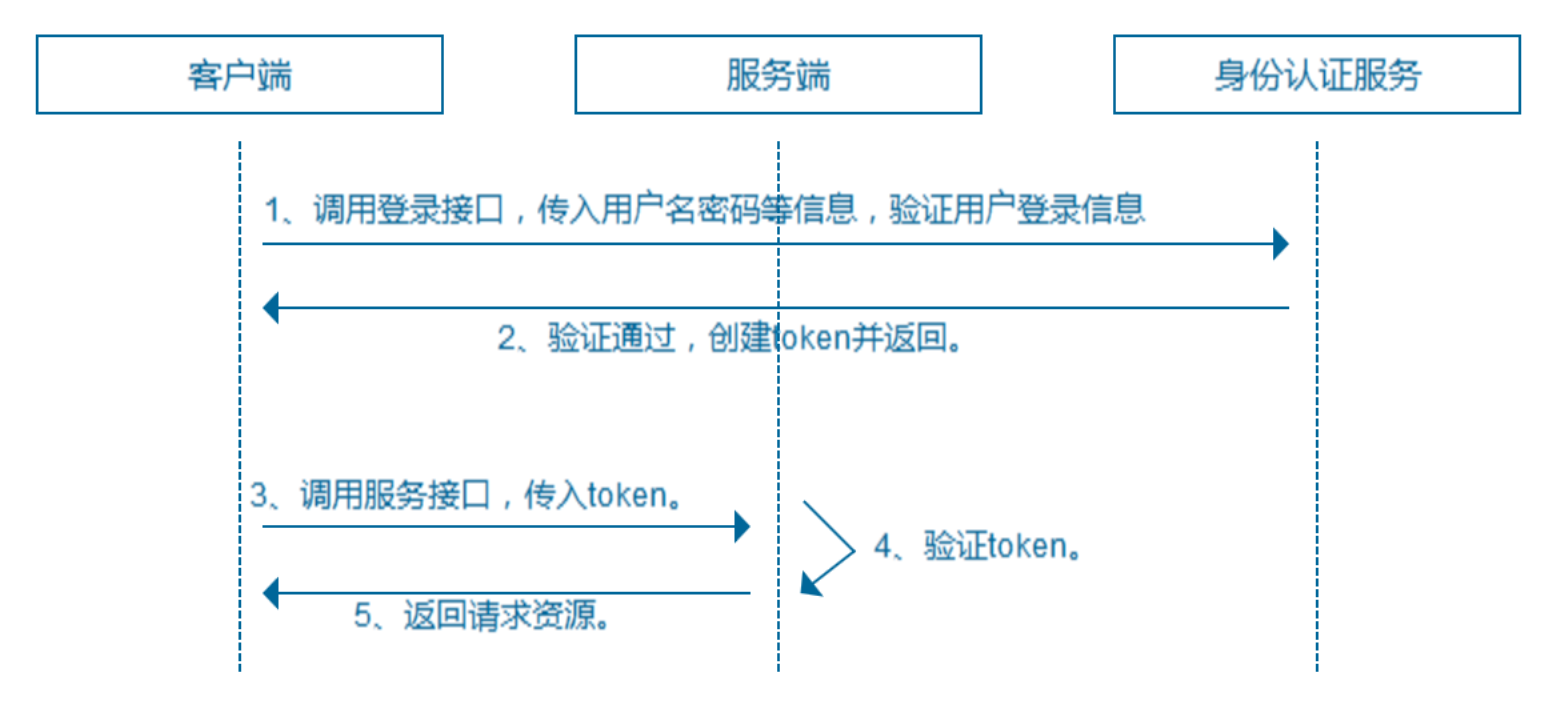 客户端
服务端
身份认证服务
1、调用登录接口，传入用户名密码等信息，验证用户登录信息
2、验证通过，创建token并返回。
3、调用服务接口，传入token。
4、验证token。
5、返回请求资源。